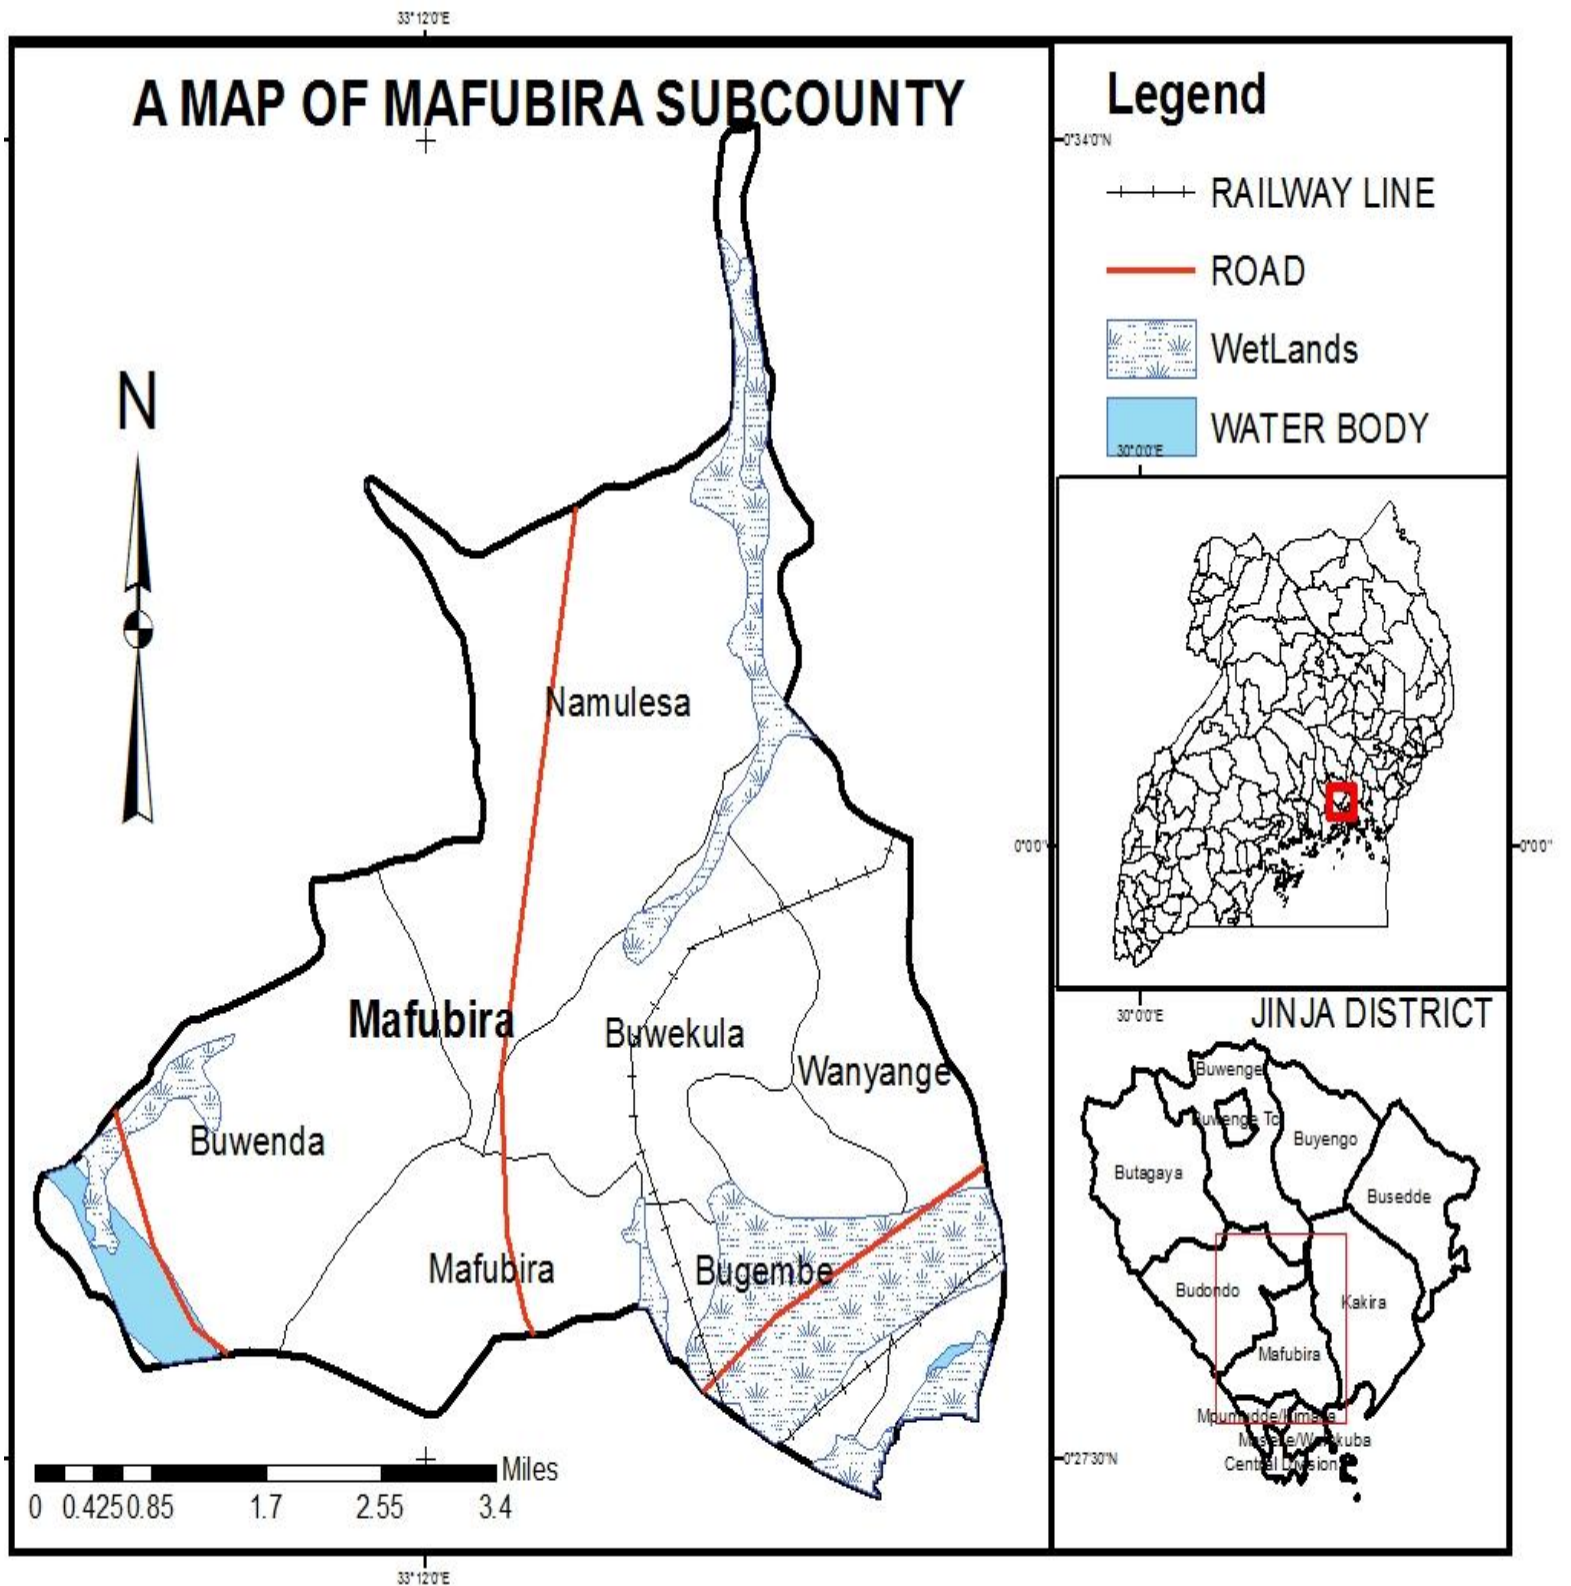 33°12'0"E
A MAP OF MAFUBIRA SUBCOUNTY
N
Namulesa
Mafubira
Buwekula
Wanyange
Buwenda
Mafubira
Bugembe
Miles
0 0.425 0.85 1.7 2.55 3.4
33°12'0"E
Legend
0°34'0"N
RAILWAY LINE
ROAD
WetLands
WATER BODY
30°0'0"E
0°0'0"
0°0'0"
30°0'0"E
JINJA DISTRICT
Buwenge
Buwenge Tc
Buyengo
Butagaya
Busedde
Budondo
Kakira
Mafubira
Central Division
0°27'30"N